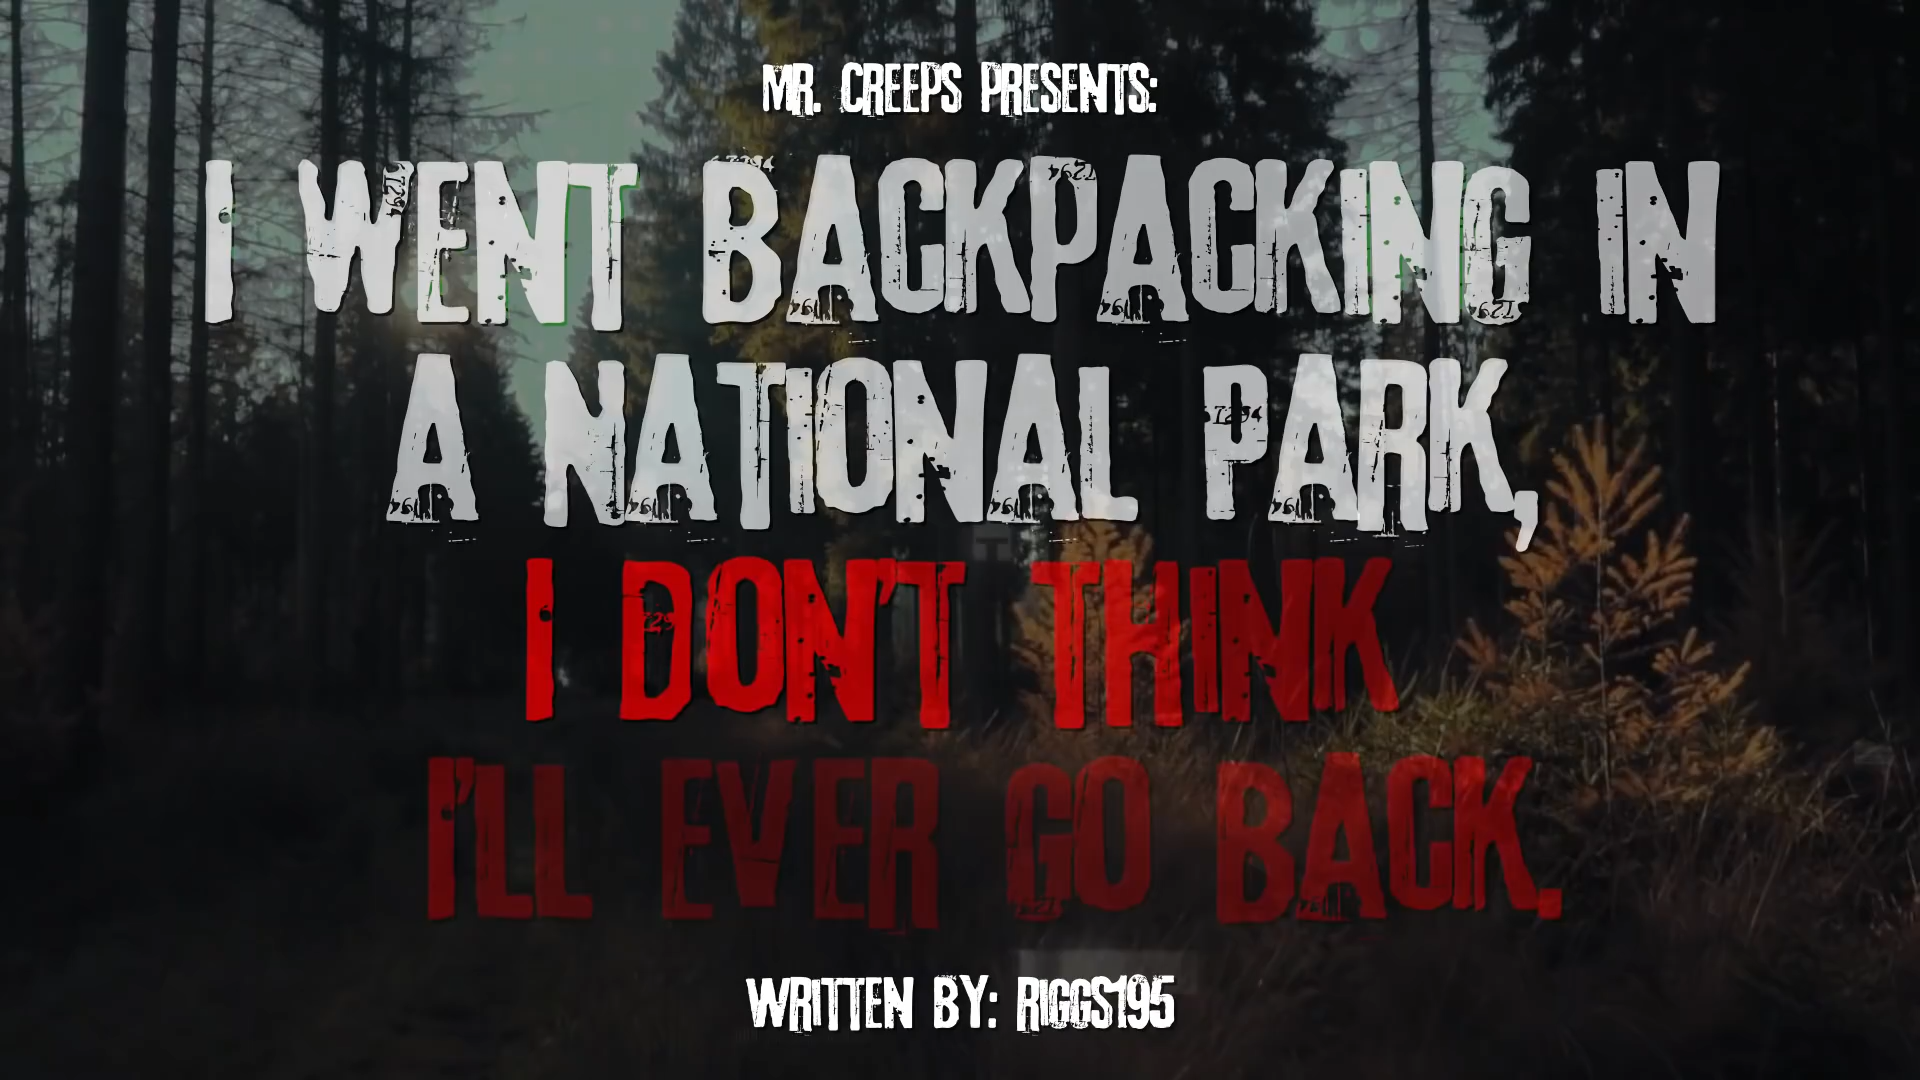 MR. CREEPS PRESENTS:
I WENT BACKPACKING IN
A NATIONAL PARK,
I DON'T THINK
I'LL EVER GO BACK.
WRITTEN BY: RIGGS195